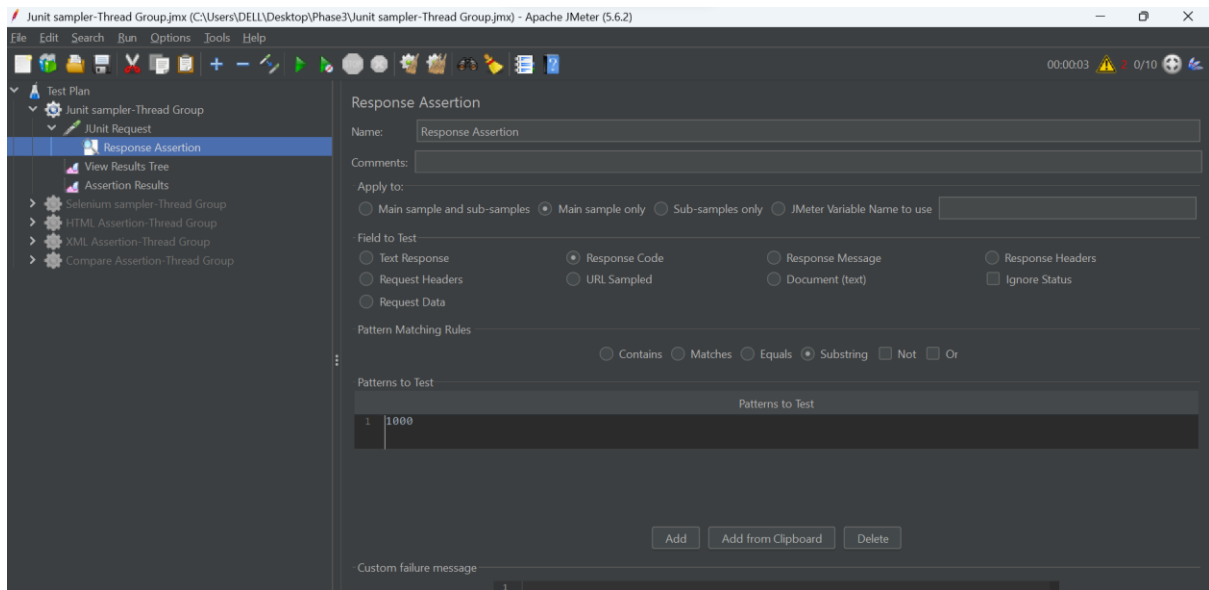 Junit sampler-Thread Group.jmx (C:\Users\DELL\Desktop\Phase3\Junit sampler-Thread Group.jmx) - Apache JMeter (5.6.2)
File Edit Search Run Options Tools Help
00:00:03 2 0/10
Test Plan
Junit sampler-Thread Group
JUnit Request
Response Assertion
View Results Tree
Assertion Results
Selenium sampler-Thread Group
HTML Assertion-Thread Group
XML Assertion-Thread Group
Compare Assertion-Thread Group
Response Assertion
Name: Response Assertion
Comments:
Apply to:
Main sample and sub-samples Main sample only Sub-samples only JMeter Variable Name to use
Field to Test
Text Response Response Code Response Message Response Headers
Request Headers URL Sampled Document (text) Ignore Status
Request Data
Pattern Matching Rules
Contains Matches Equals Substring Not Or
Patterns to Test
Patterns to Test
1 1000
Add Add from Clipboard Delete
Custom failure message
1